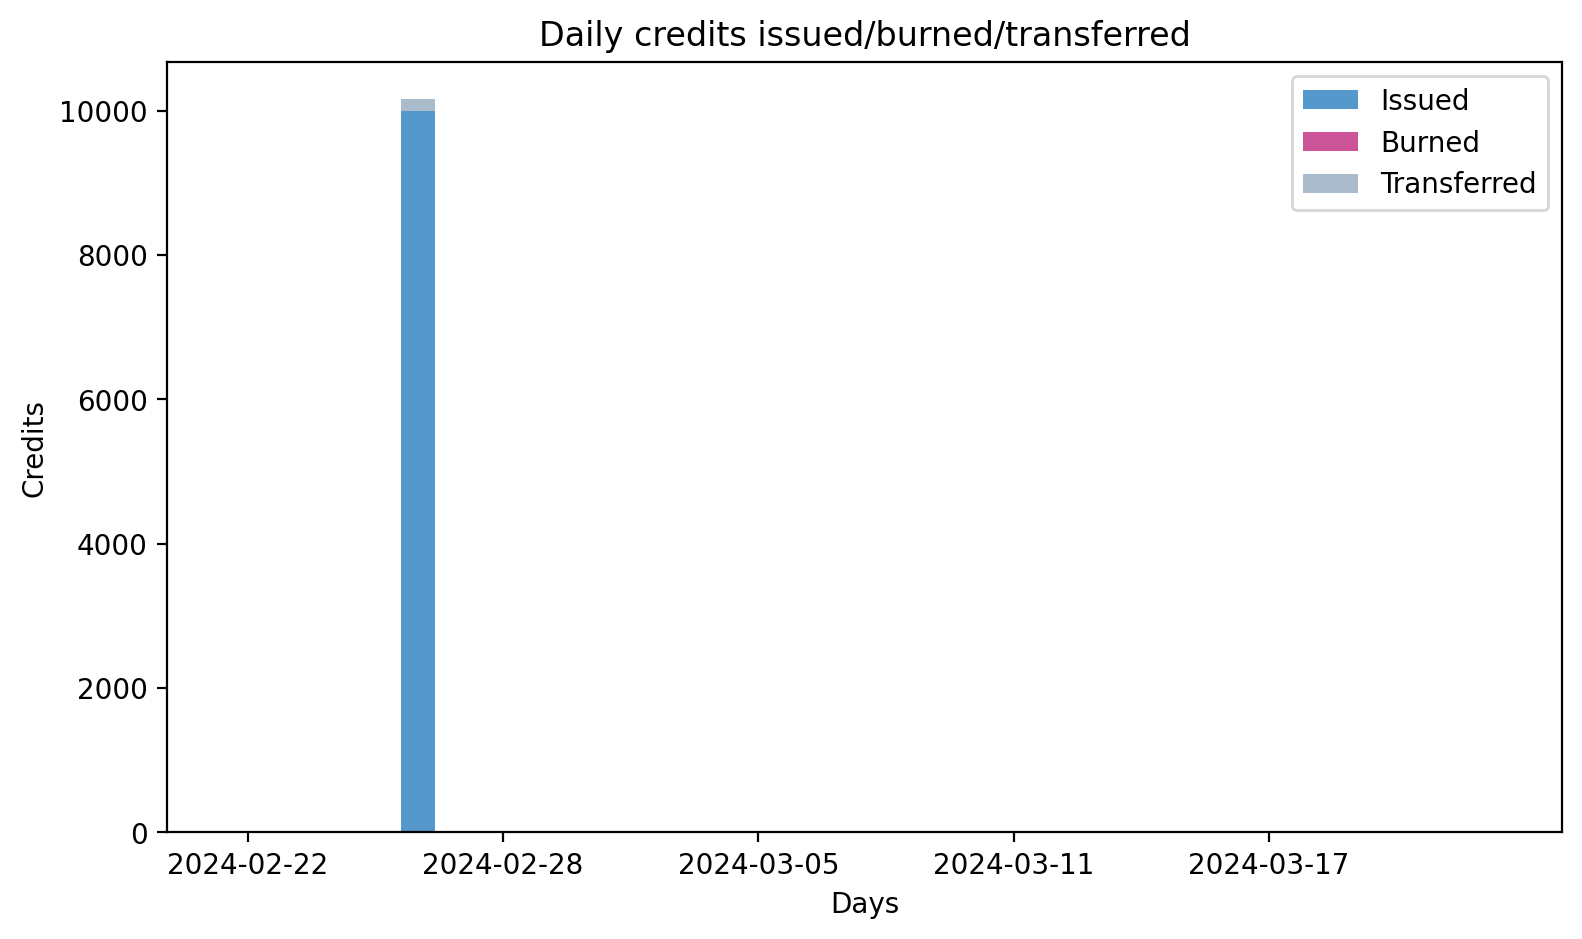 Daily credits issued/burned/transferred
Issued
Burned
Transferred
10000
8000
6000
4000
2000
0
Credits
2024-02-22 2024-02-28 2024-03-05 2024-03-11 2024-03-17
Days